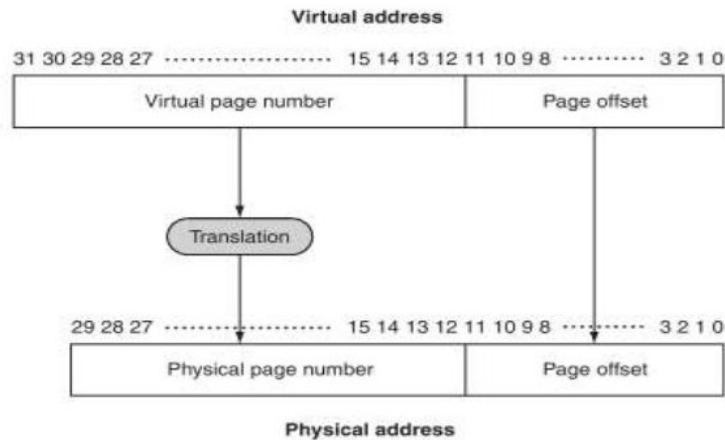 Virtual address
31 30 29 28 27 ···················· 15 14 13 12 11 10 9 8 ·········· 3 2 1 0
Virtual page number Page offset
Translation
29 28 27 ···················· 15 14 13 12 11 10 9 8 ·········· 3 2 1 0
Physical page number Page offset
Physical address